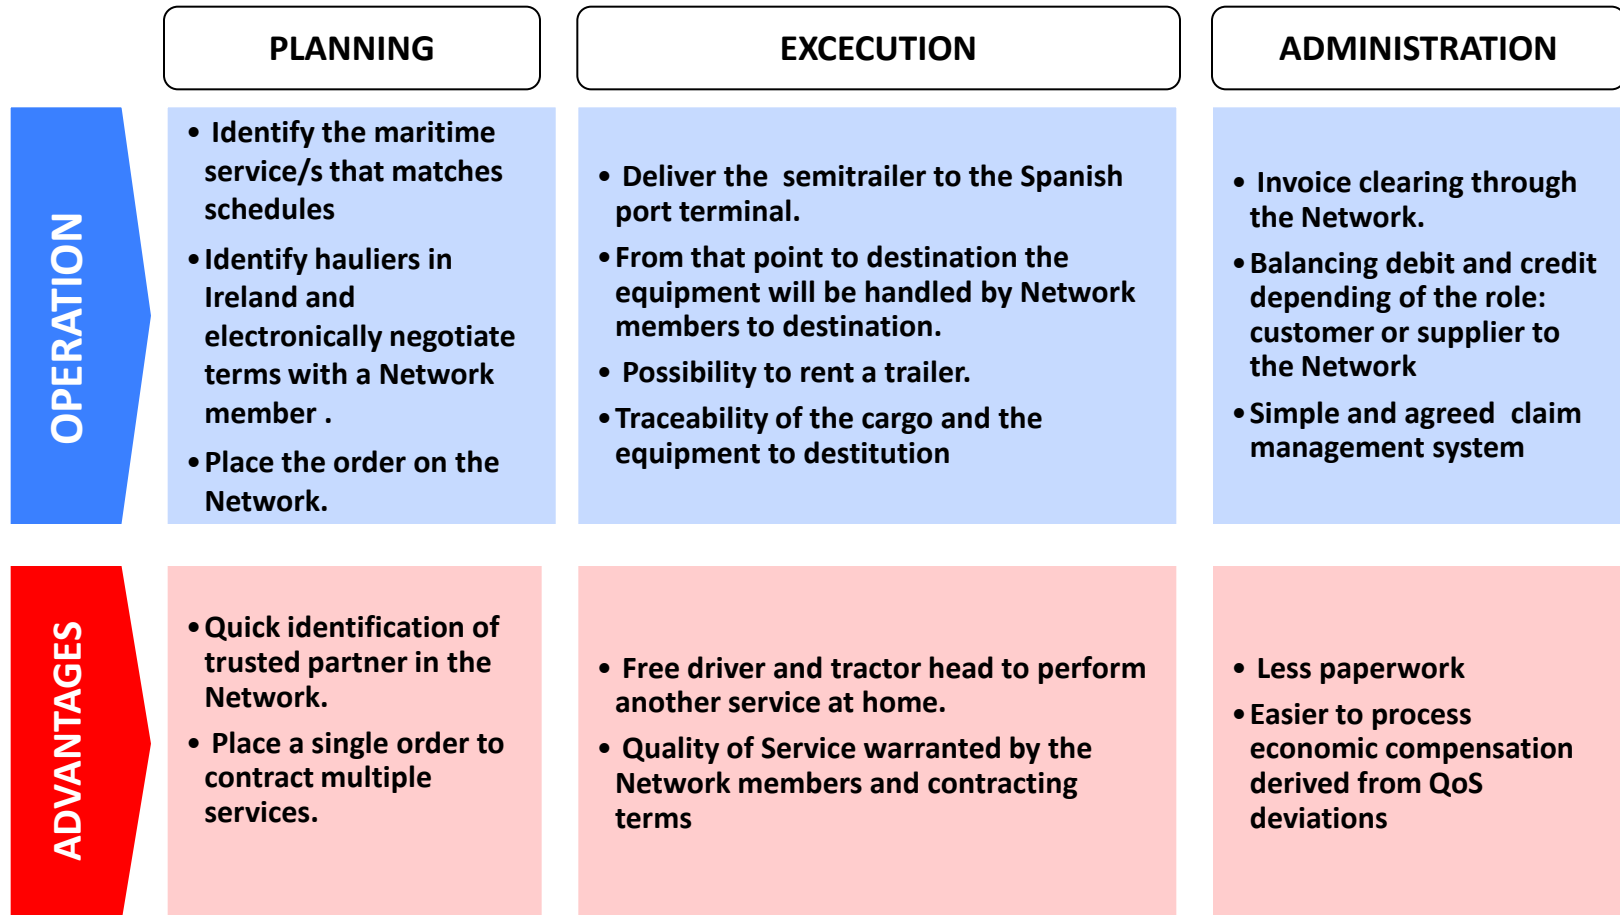 PLANNING
EXCECUTION
ADMINISTRATION
OPERATION
• Identify the maritime
service/s that matches
schedules
• Identify hauliers in
Ireland and
electronically negotiate
terms with a Network
member .
• Place the order on the
Network.
• Deliver the  semitrailer to the Spanish
port terminal.
• From that point to destination the
equipment will be handled by Network
members to destination.
• Possibility to rent a trailer.
• Traceability of the cargo and the
equipment to destitution
• Invoice clearing through
the Network.
• Balancing debit and credit
depending of the role:
customer or supplier to
the Network
• Simple and agreed  claim
management system
ADVANTAGES
• Quick identification of
trusted partner in the
Network.
• Place a single order to
contract multiple
services.
• Free driver and tractor head to perform
another service at home.
• Quality of Service warranted by the
Network members and contracting
terms
• Less paperwork
• Easier to process
economic compensation
derived from QoS
deviations